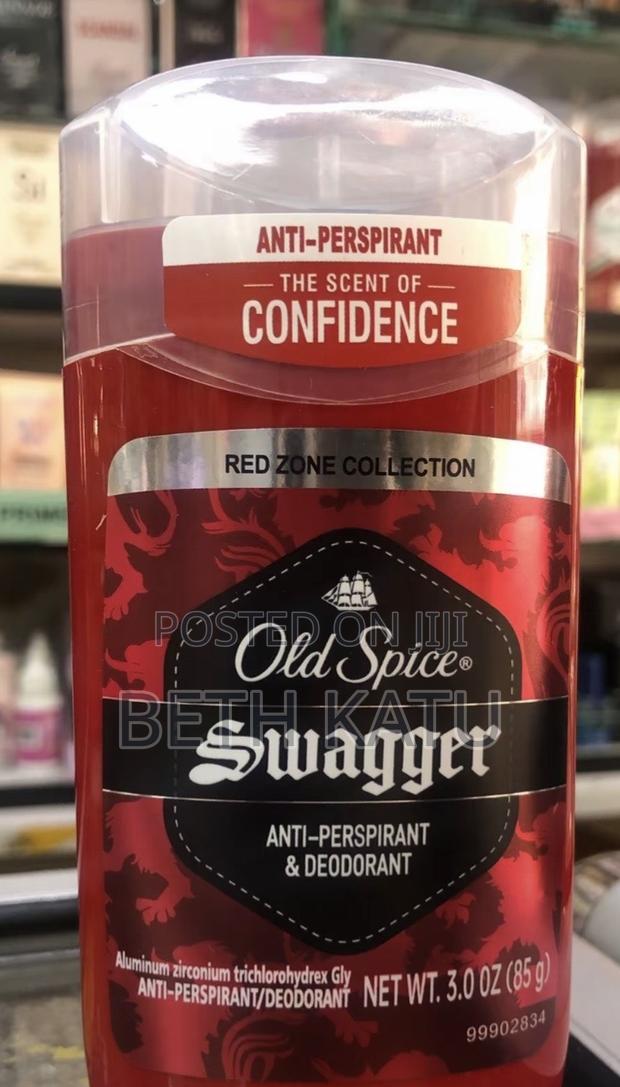 ANTI-PERSPIRANT
THE SCENT OF
CONFIDENCE
RED ZONE COLLECTION
POSTED ON JIJI
Old Spice®
BETH KATU
Swagger
ANTI-PERSPIRANT
& DEODORANT
Aluminum zirconium trichlorohydrex Gly
ANTI-PERSPIRANT/DEODORANT
NET WT. 3.0 OZ (85 g)
99902834